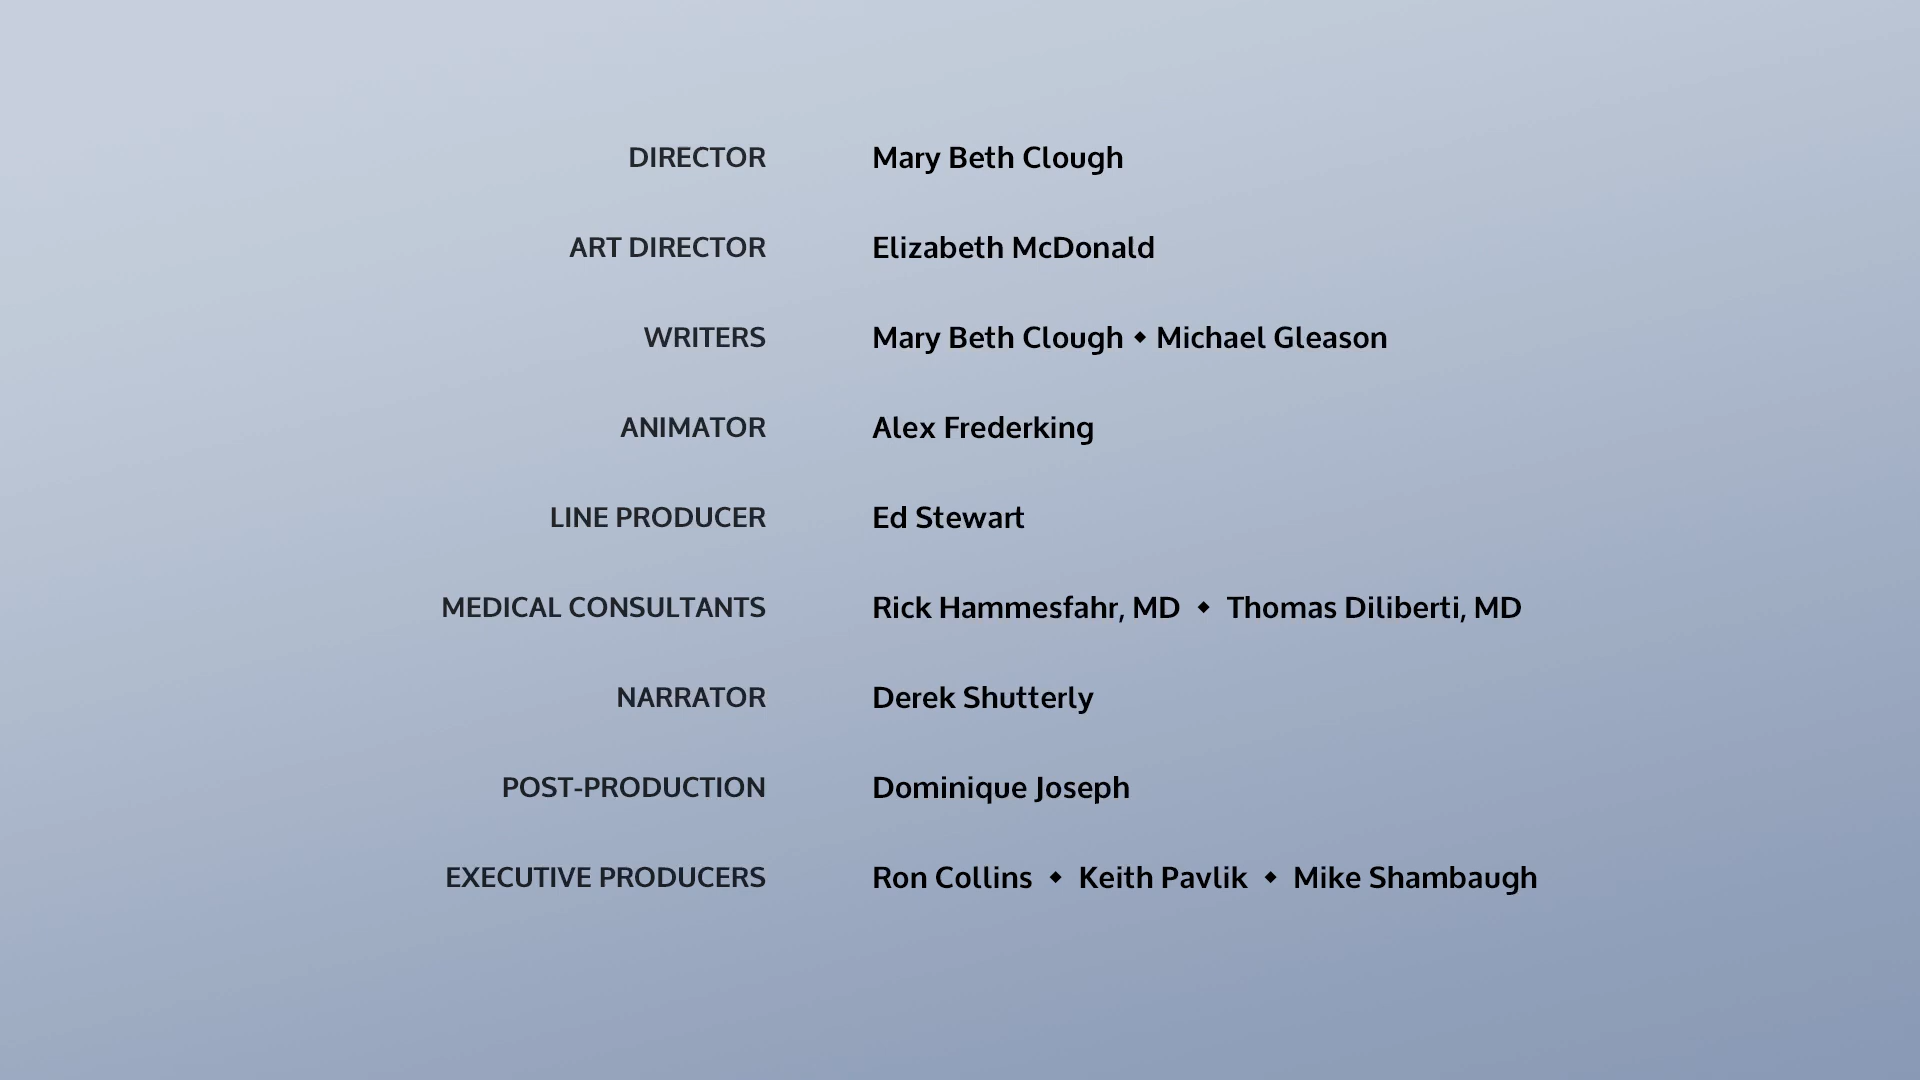 DIRECTOR Mary Beth Clough
ART DIRECTOR Elizabeth McDonald
WRITERS Mary Beth Clough ⬥ Michael Gleason
ANIMATOR Alex Frederking
LINE PRODUCER Ed Stewart
MEDICAL CONSULTANTS Rick Hammesfahr, MD ⬥ Thomas Diliberti, MD
NARRATOR Derek Shutterly
POST-PRODUCTION Dominique Joseph
EXECUTIVE PRODUCERS Ron Collins ⬥ Keith Pavlik ⬥ Mike Shambaugh